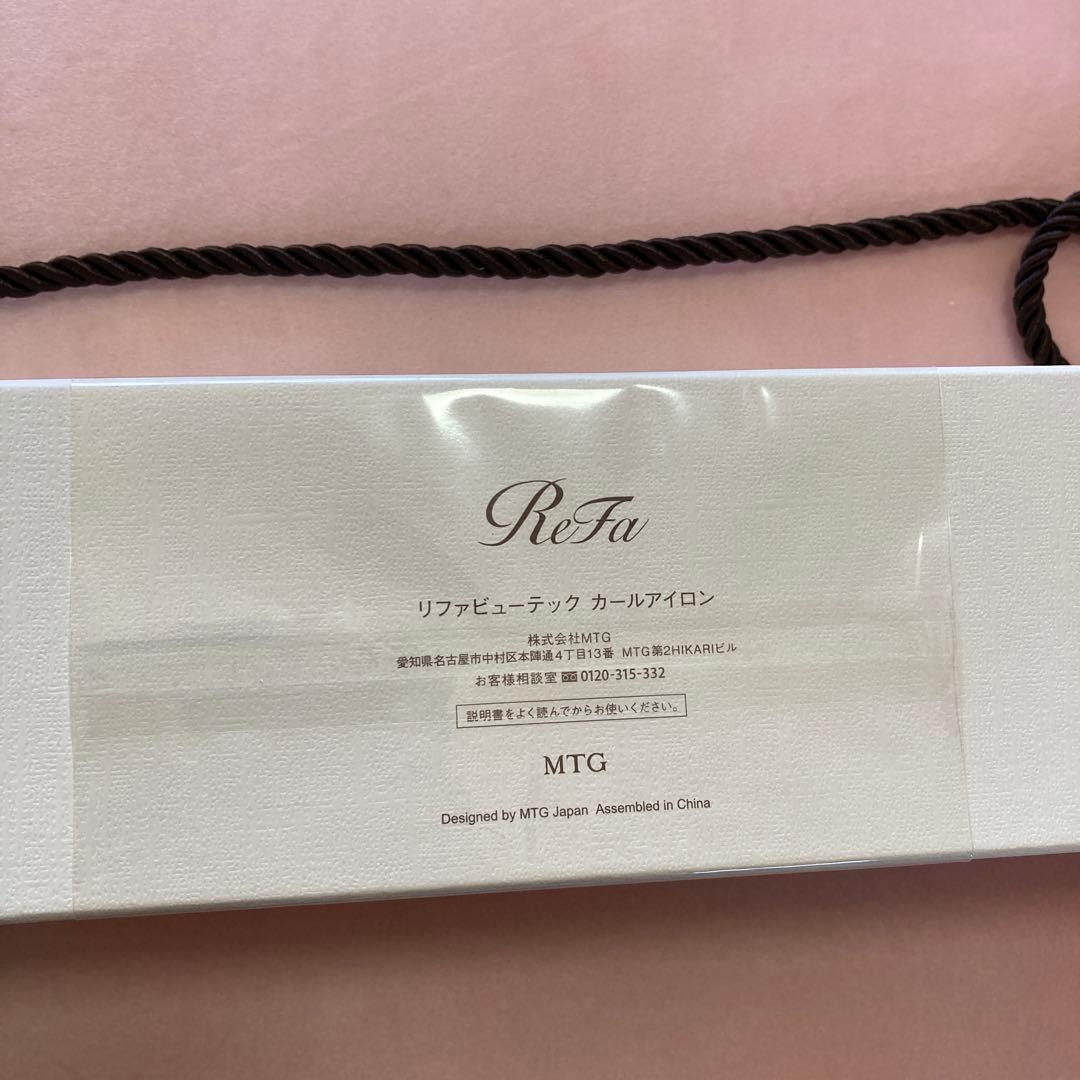 ReFa
リファビューテック カールアイロン
株式会社MTG
愛知県名古屋市中村区本陣通4丁目13番 MTG第2HIKARIビル
お客様相談室 0120-315-332
説明書をよく読んでからお使いください。
MTG
Designed by MTG Japan Assembled in China